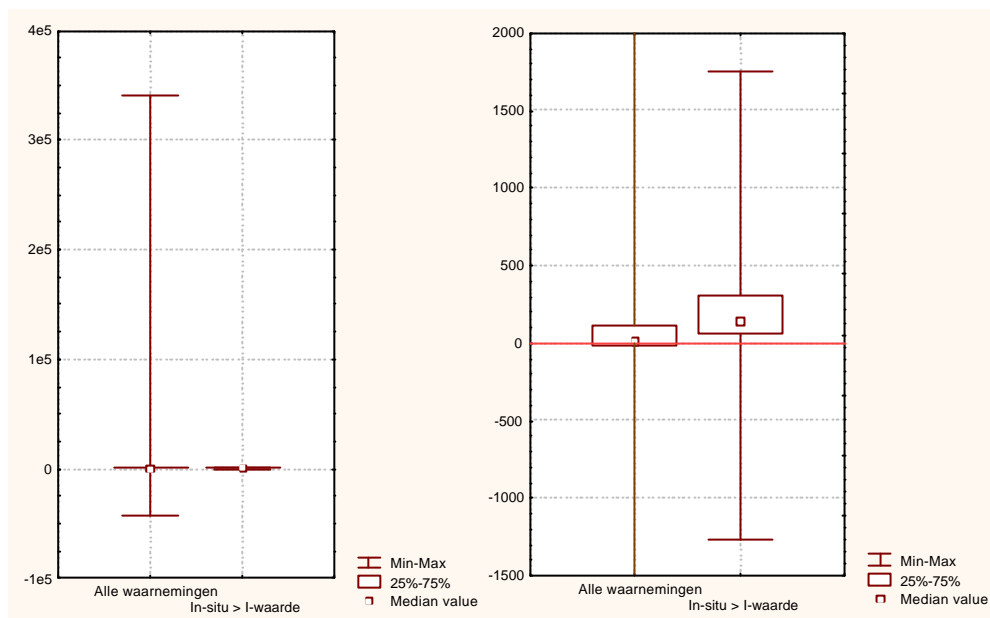 4e5
3e5
2e5
1e5
0
-1e5
Alle waarnemingen
In-situ > I-waarde
Min-Max
25%-75%
Median value
2000
1500
1000
500
0
-500
-1000
-1500
Alle waarnemingen
In-situ > I-waarde
Min-Max
25%-75%
Median value